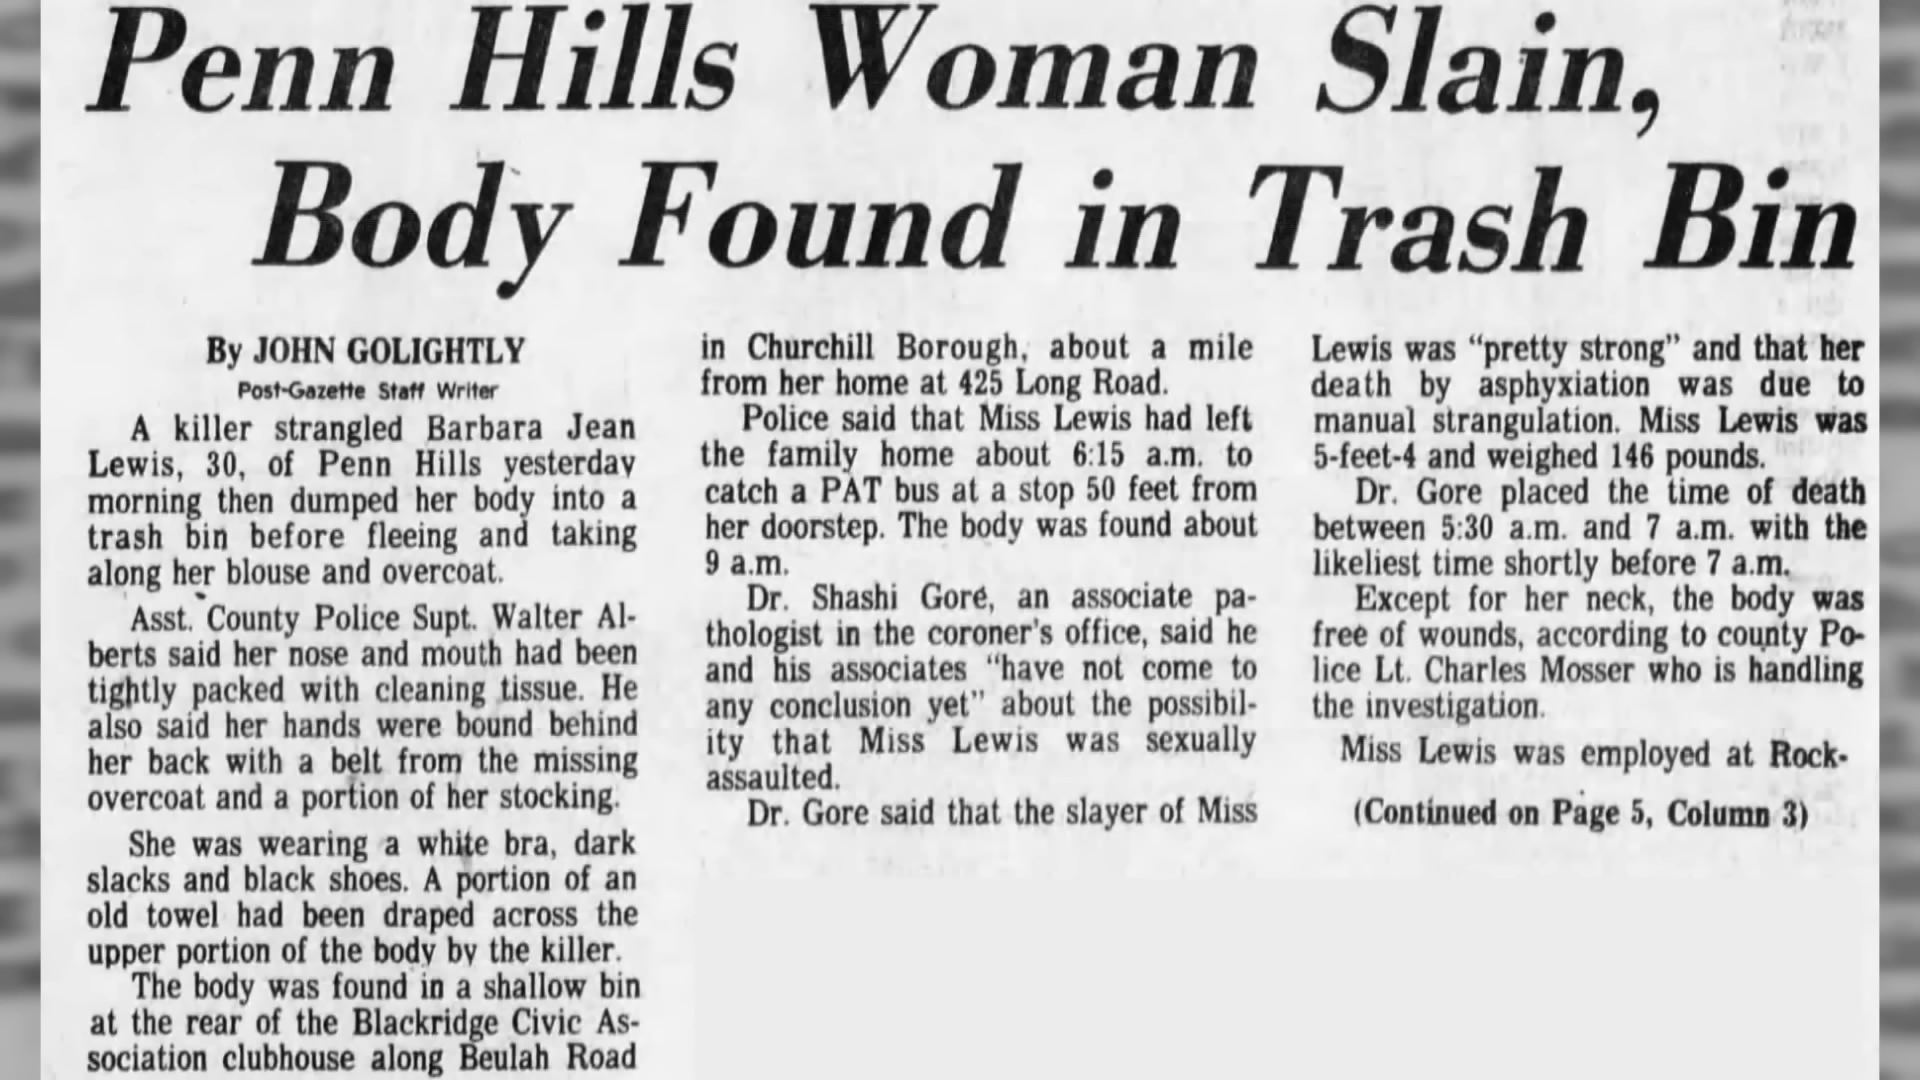 Penn Hills Woman Slain,
Body Found in Trash Bin
By JOHN GOLIGHTLY
Post-Gazette Staff Writer
A killer strangled Barbara Jean
Lewis, 30, of Penn Hills yesterday
morning then dumped her body into a
trash bin before fleeing and taking
along her blouse and overcoat.
Asst. County Police Supt. Walter Al-
berts said her nose and mouth had been
tightly packed with cleaning tissue. He
also said her hands were bound behind
her back with a belt from the missing
overcoat and a portion of her stocking.
She was wearing a white bra, dark
slacks and black shoes. A portion of an
old towel had been draped across the
upper portion of the body by the killer.
The body was found in a shallow bin
at the rear of the Blackridge Civic As-
sociation clubhouse along Beulah Road
in Churchill Borough, about a mile
from her home at 425 Long Road.
Police said that Miss Lewis had left
the family home about 6:15 a.m. to
catch a PAT bus at a stop 50 feet from
her doorstep. The body was found about
9 a.m.
Dr. Shashi Gore, an associate pa-
thologist in the coroner's office, said he
and his associates "have not come to
any conclusion yet" about the possibil-
ity that Miss Lewis was sexually
assaulted.
Dr. Gore said that the slayer of Miss
Lewis was "pretty strong" and that her
death by asphyxiation was due to
manual strangulation. Miss Lewis was
5-feet-4 and weighed 146 pounds.
Dr. Gore placed the time of death
between 5:30 a.m. and 7 a.m. with the
likeliest time shortly before 7 a.m.
Except for her neck, the body was
free of wounds, according to county Po-
lice Lt. Charles Mosser who is handling
the investigation.
Miss Lewis was employed at Rock-
(Continued on Page 5, Column 3)